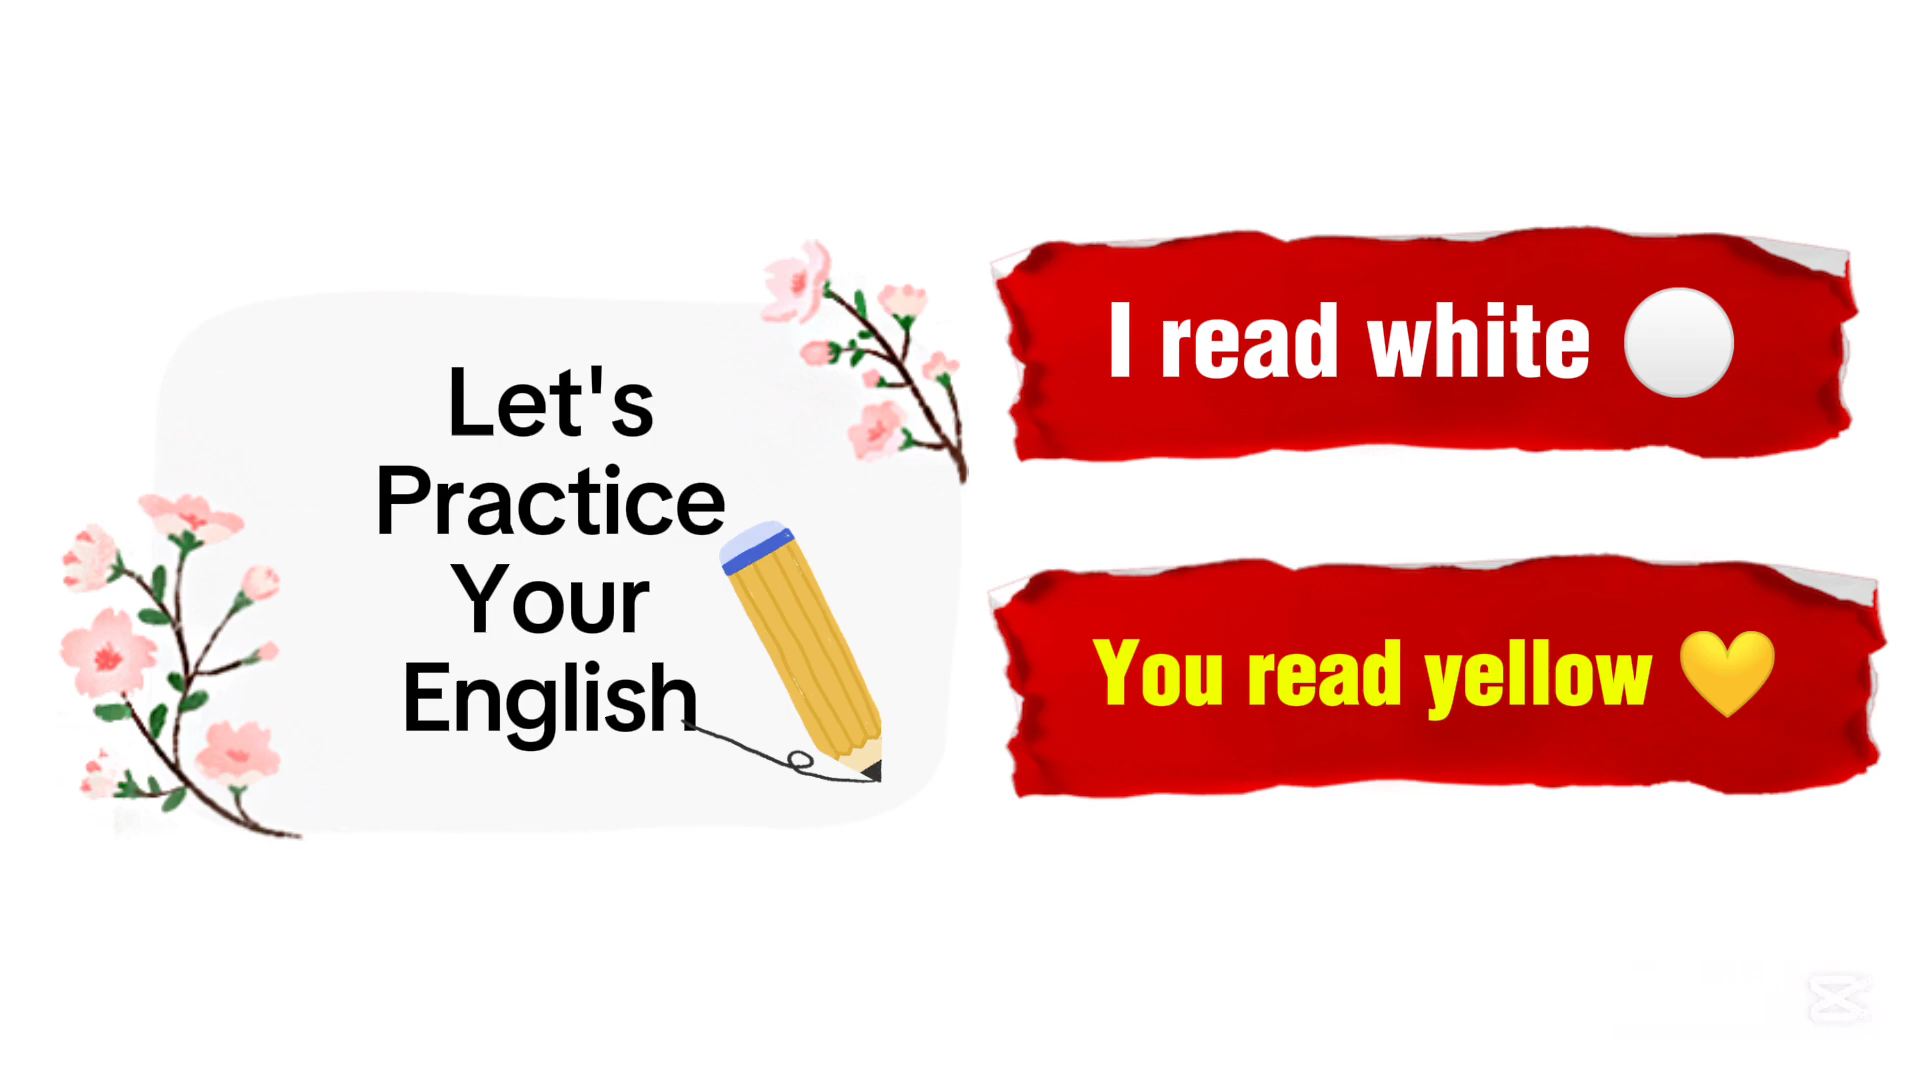 Let's
Practice
Your
English
I read white ⚪
You read yellow 💛